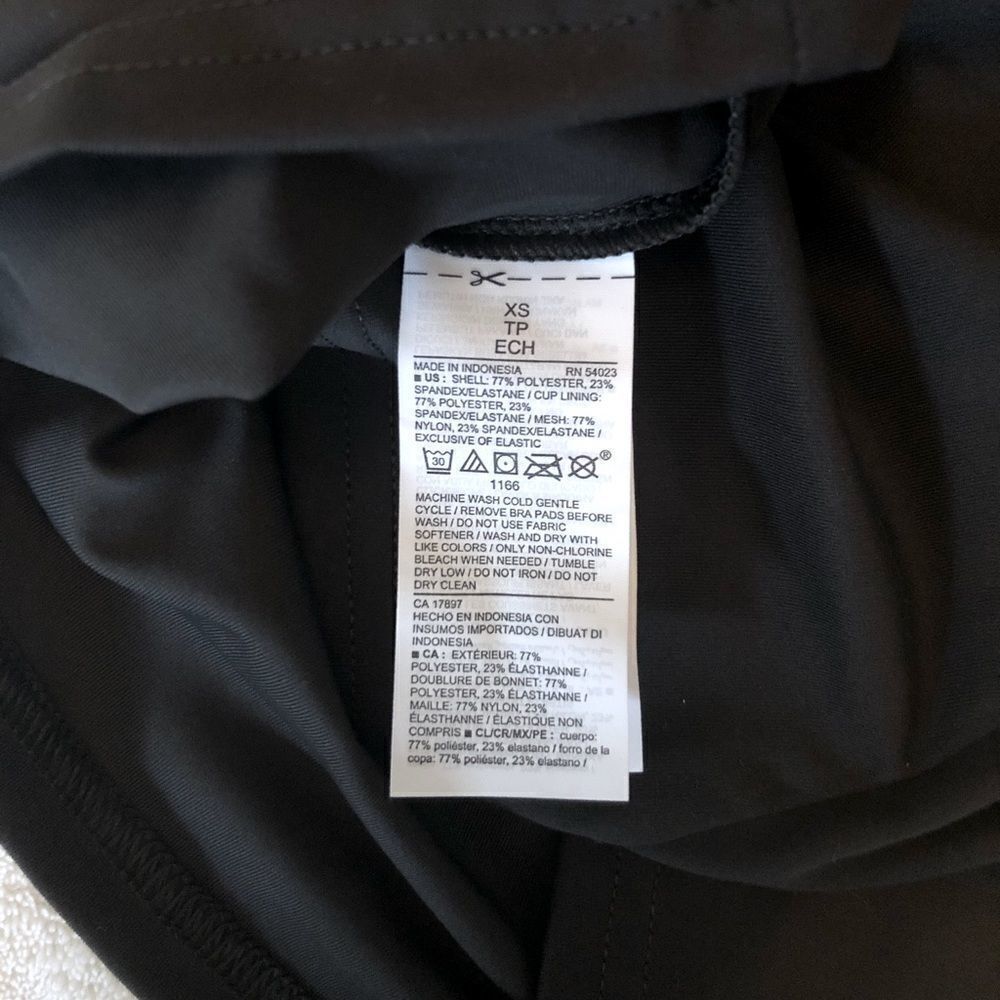 XS
TP
ECH
MADE IN INDONESIA RN 54023
■ US : SHELL: 77% POLYESTER, 23%
SPANDEX/ELASTANE / CUP LINING:
77% POLYESTER, 23%
SPANDEX/ELASTANE / MESH: 77%
NYLON, 23% SPANDEX/ELASTANE /
EXCLUSIVE OF ELASTIC
30 ®
1166
MACHINE WASH COLD GENTLE
CYCLE / REMOVE BRA PADS BEFORE
WASH / DO NOT USE FABRIC
SOFTENER / WASH AND DRY WITH
LIKE COLORS / ONLY NON-CHLORINE
BLEACH WHEN NEEDED / TUMBLE
DRY LOW / DO NOT IRON / DO NOT
DRY CLEAN
CA 17897
HECHO EN INDONESIA CON
INSUMOS IMPORTADOS / DIBUAT DI
INDONESIA
■ CA : EXTÉRIEUR: 77%
POLYESTER, 23% ÉLASTHANNE /
DOUBLURE DE BONNET: 77%
POLYESTER, 23% ÉLASTHANNE /
MAILLE: 77% NYLON, 23%
ÉLASTHANNE / ÉLASTIQUE NON
COMPRIS ■ CL/CR/MX/PE : cuerpo:
77% poliéster, 23% elastano / forro de la
copa: 77% poliéster, 23% elastano /